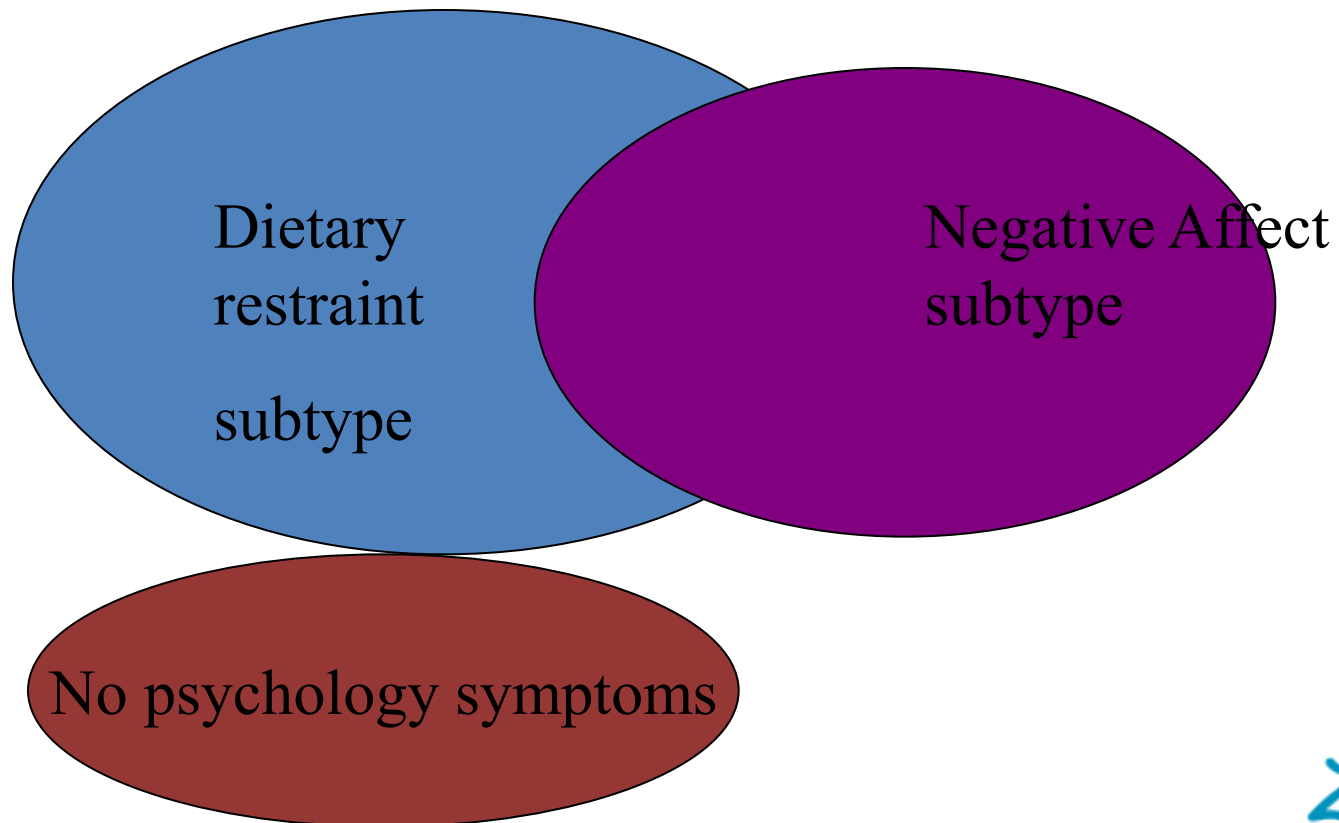 Dietary
restraint
subtype
Negative Affect
subtype
No psychology symptoms